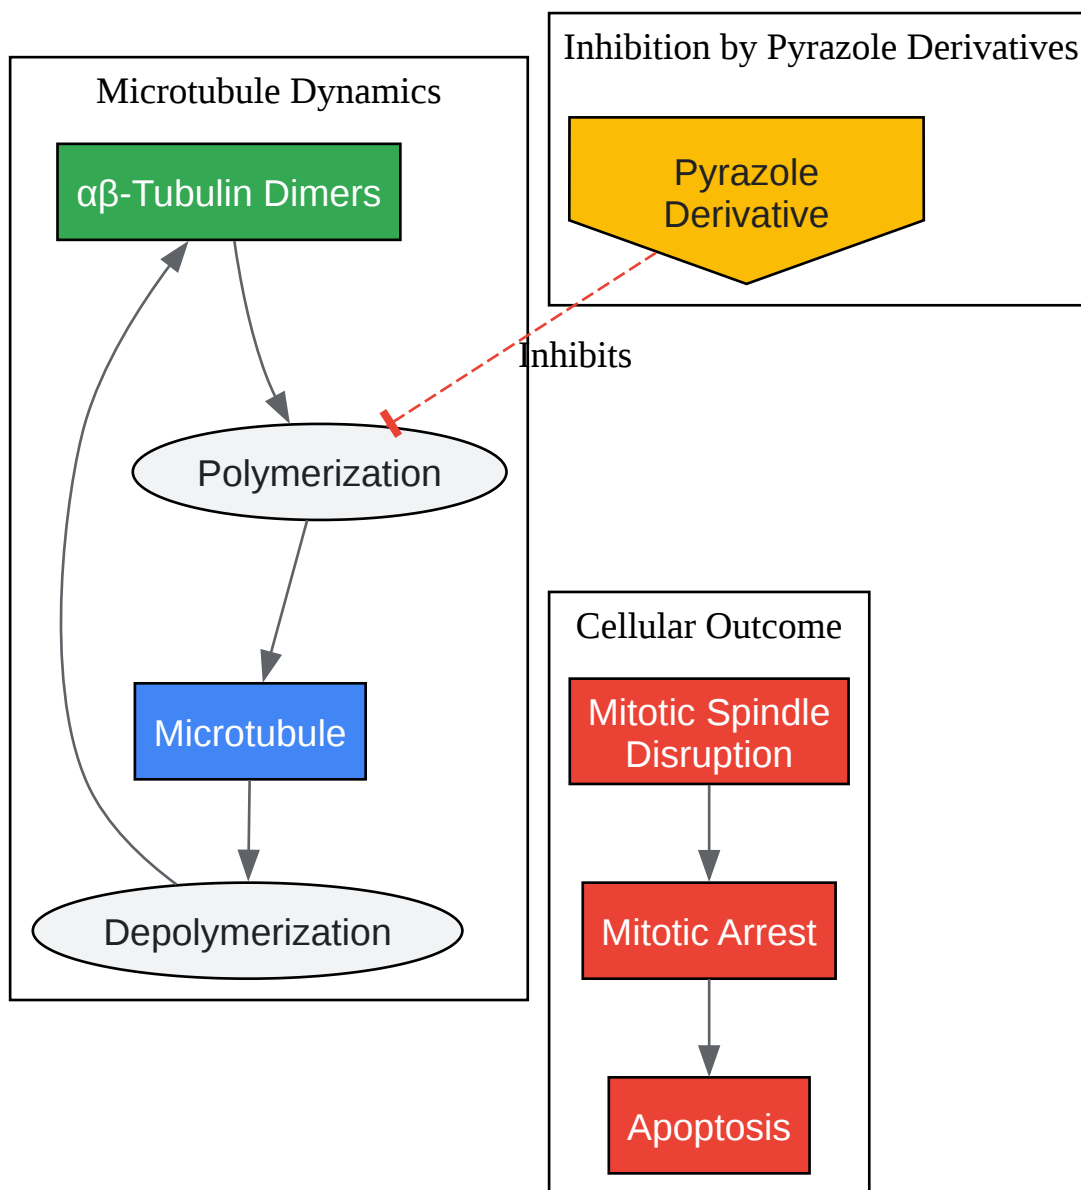 Inhibition by Pyrazole Derivatives
Pyrazole
Derivative
Inhibits
Microtubule Dynamics
αβ-Tubulin Dimers
Polymerization
Microtubule
Depolymerization
Cellular Outcome
Mitotic Spindle
Disruption
Mitotic Arrest
Apoptosis